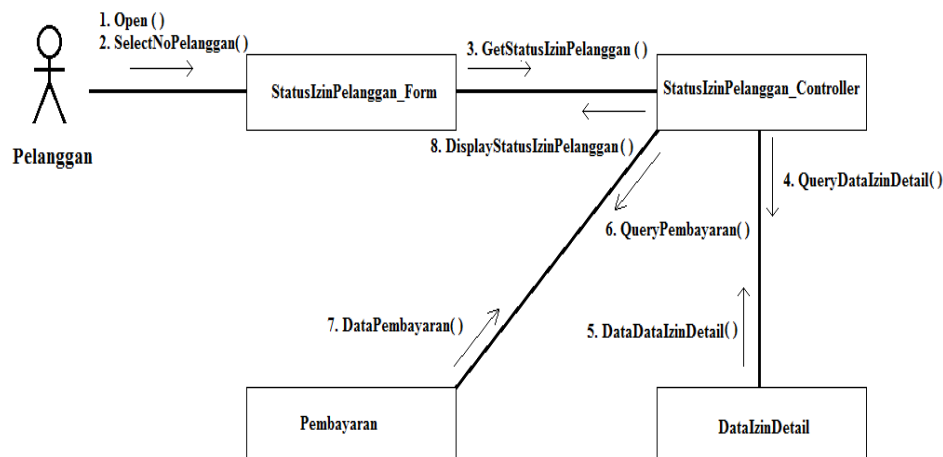 1. Open ( )
2. SelectNoPelanggan( )
3. GetStatusIzinPelanggan ( )
StatusIzinPelanggan_Form
StatusIzinPelanggan_Controller
Pelanggan
8. DisplayStatusIzinPelanggan( )
4. QueryDataIzinDetail( )
6. QueryPembayaran( )
7. DataPembayaran( )
5. DataDataIzinDetail( )
Pembayaran
DataIzinDetail